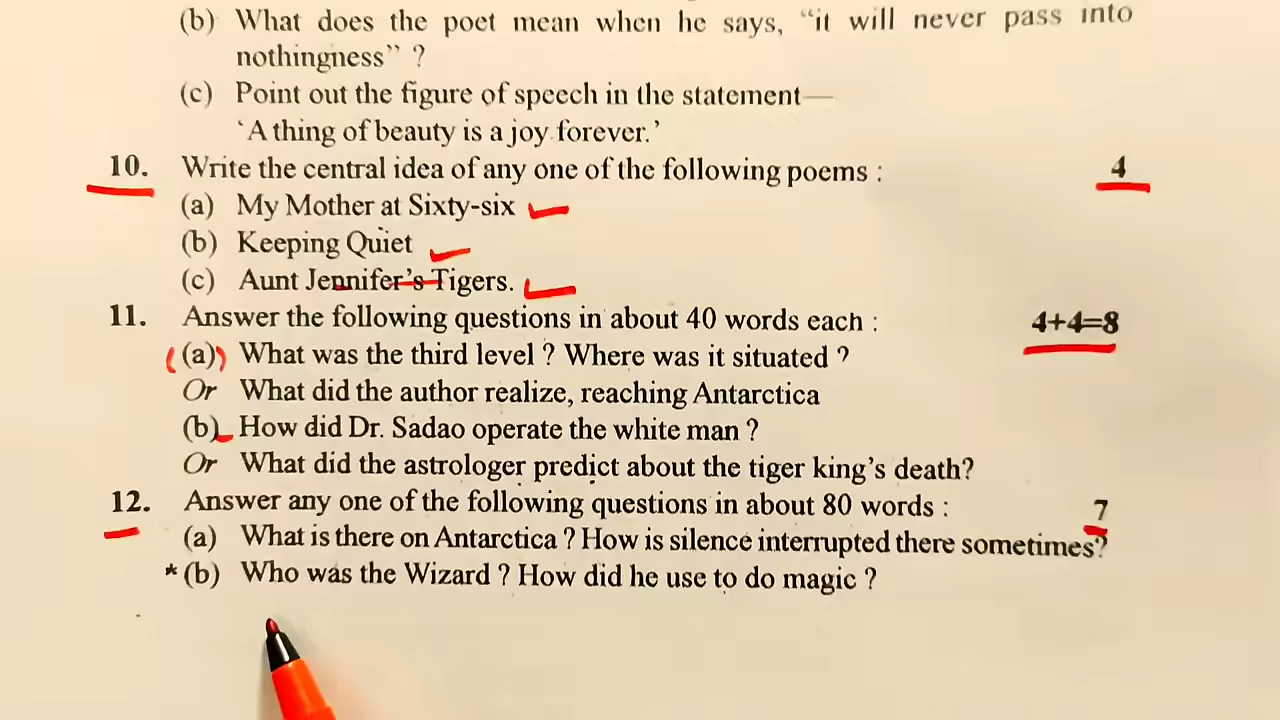 (b) What does the poet mean when he says, “it will never pass into
nothingness” ?
(c) Point out the figure of speech in the statement—
‘A thing of beauty is a joy forever.’
10. Write the central idea of any one of the following poems : 4
(a) My Mother at Sixty-six
(b) Keeping Quiet
(c) Aunt Jennifer’s Tigers.
11. Answer the following questions in about 40 words each : 4+4=8
(a) What was the third level ? Where was it situated ?
Or What did the author realize, reaching Antarctica
(b) How did Dr. Sadao operate the white man ?
Or What did the astrologer predict about the tiger king’s death?
12. Answer any one of the following questions in about 80 words : 7
(a) What is there on Antarctica ? How is silence interrupted there sometimes?
*(b) Who was the Wizard ? How did he use to do magic ?